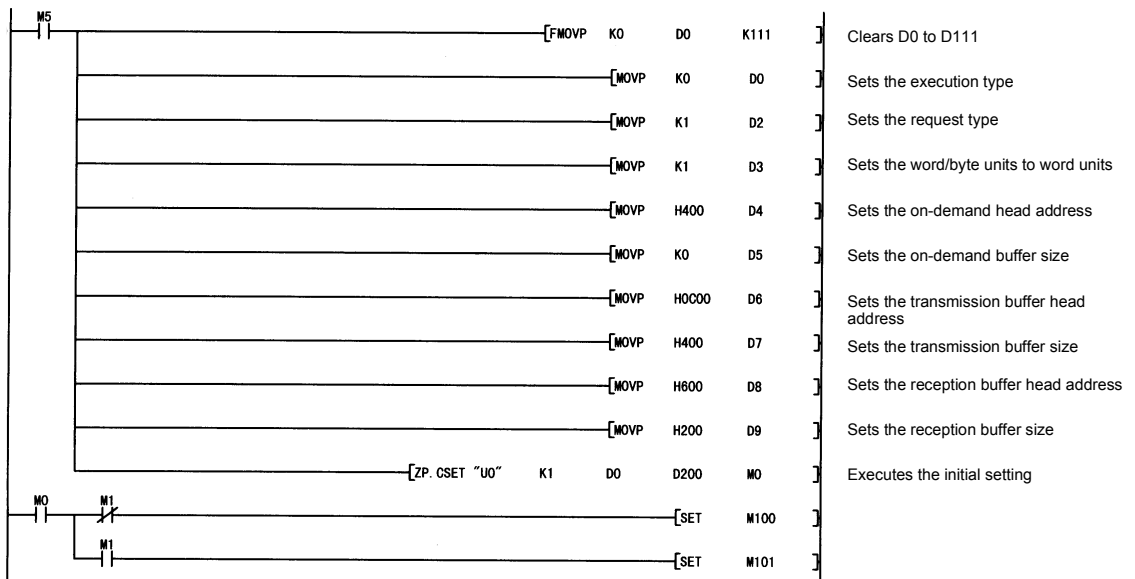 M5
FMOVP K0 D0 K111 Clears D0 to D111
MOVP K0 D0 Sets the execution type
MOVP K1 D2 Sets the request type
MOVP K1 D3 Sets the word/byte units to word units
MOVP H400 D4 Sets the on-demand head address
MOVP K0 D5 Sets the on-demand buffer size
MOVP H0C00 D6 Sets the transmission buffer head
address
MOVP H400 D7 Sets the transmission buffer size
MOVP H600 D8 Sets the reception buffer head address
MOVP H200 D9 Sets the reception buffer size
ZP.CSET "U0" K1 D0 D200 M0 Executes the initial setting
M0 M1
SET M100
M1
SET M101